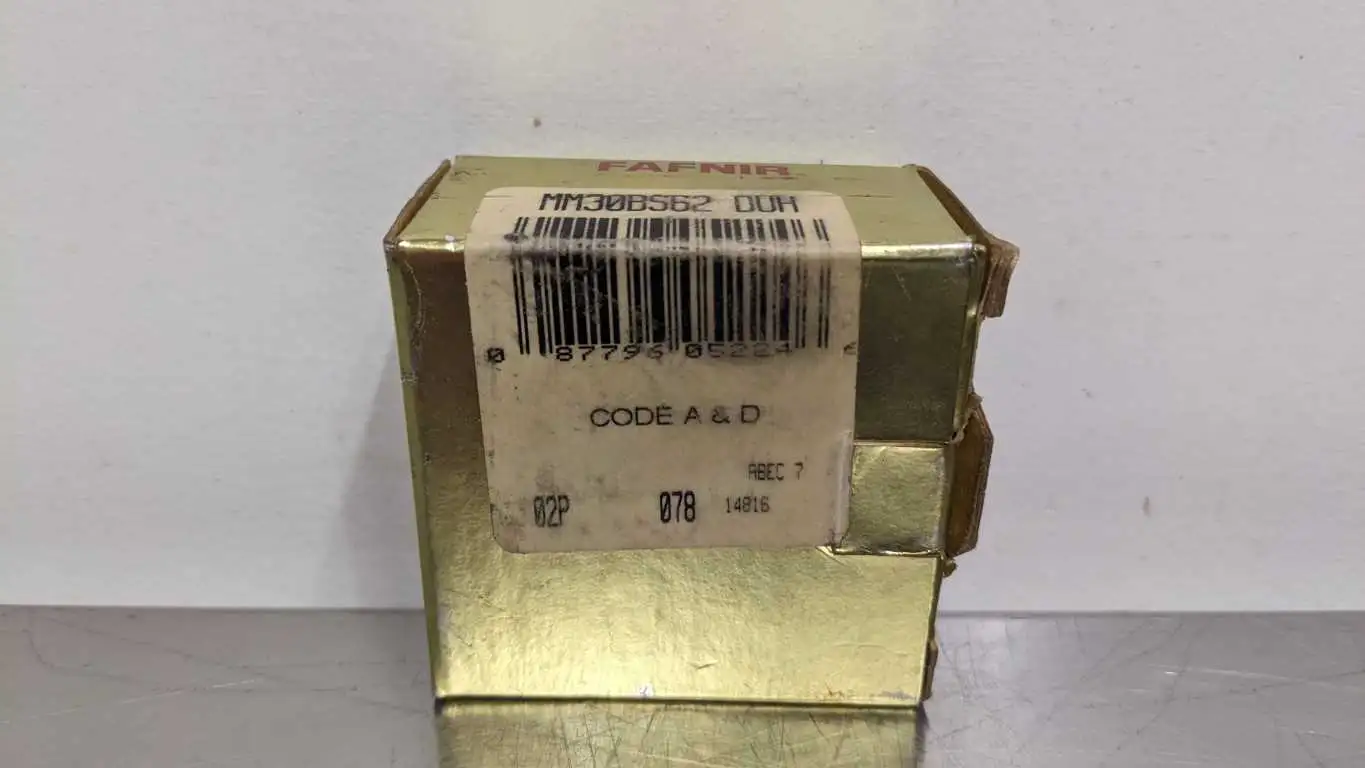 FAFNIR
MM30BS62 DUH
0 87796 05224 6
CODE A & D
ABEC 7
02P 078 14816